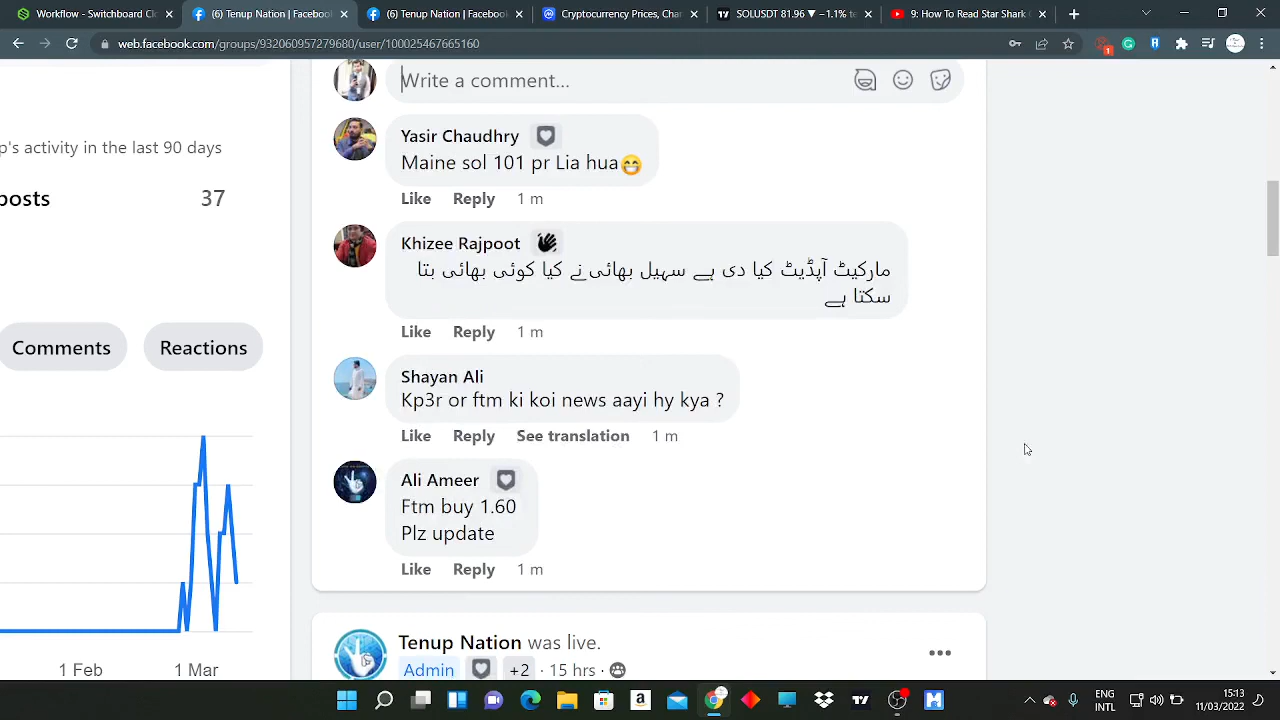 Workflow - Switchboard Cl
(6) Tenup Nation | Facebook
(6) Tenup Nation | Facebook
Cryptocurrency Prices, Char
SOLUSDT 81.96 ▼ −1.1% te
9: How To Read Star Shark
web.facebook.com/groups/932060957279680/user/100025467665160
1
p's activity in the last 90 days
posts 37
Comments Reactions
1 Feb 1 Mar
Write a comment...
Yasir Chaudhry
Maine sol 101 pr Lia hua😁
Like Reply 1 m
Khizee Rajpoot
مارکیٹ آپڈیٹ کیا دی ہے سہیل بھائی نے کیا کوئی بھائی بتا
سکتا ہے
Like Reply 1 m
Shayan Ali
Kp3r or ftm ki koi news aayi hy kya ?
Like Reply See translation 1 m
Ali Ameer
Ftm buy 1.60
Plz update
Like Reply 1 m
Tenup Nation was live.
Admin +2 · 15 hrs ·
ENG
INTL
15:13
11/03/2022